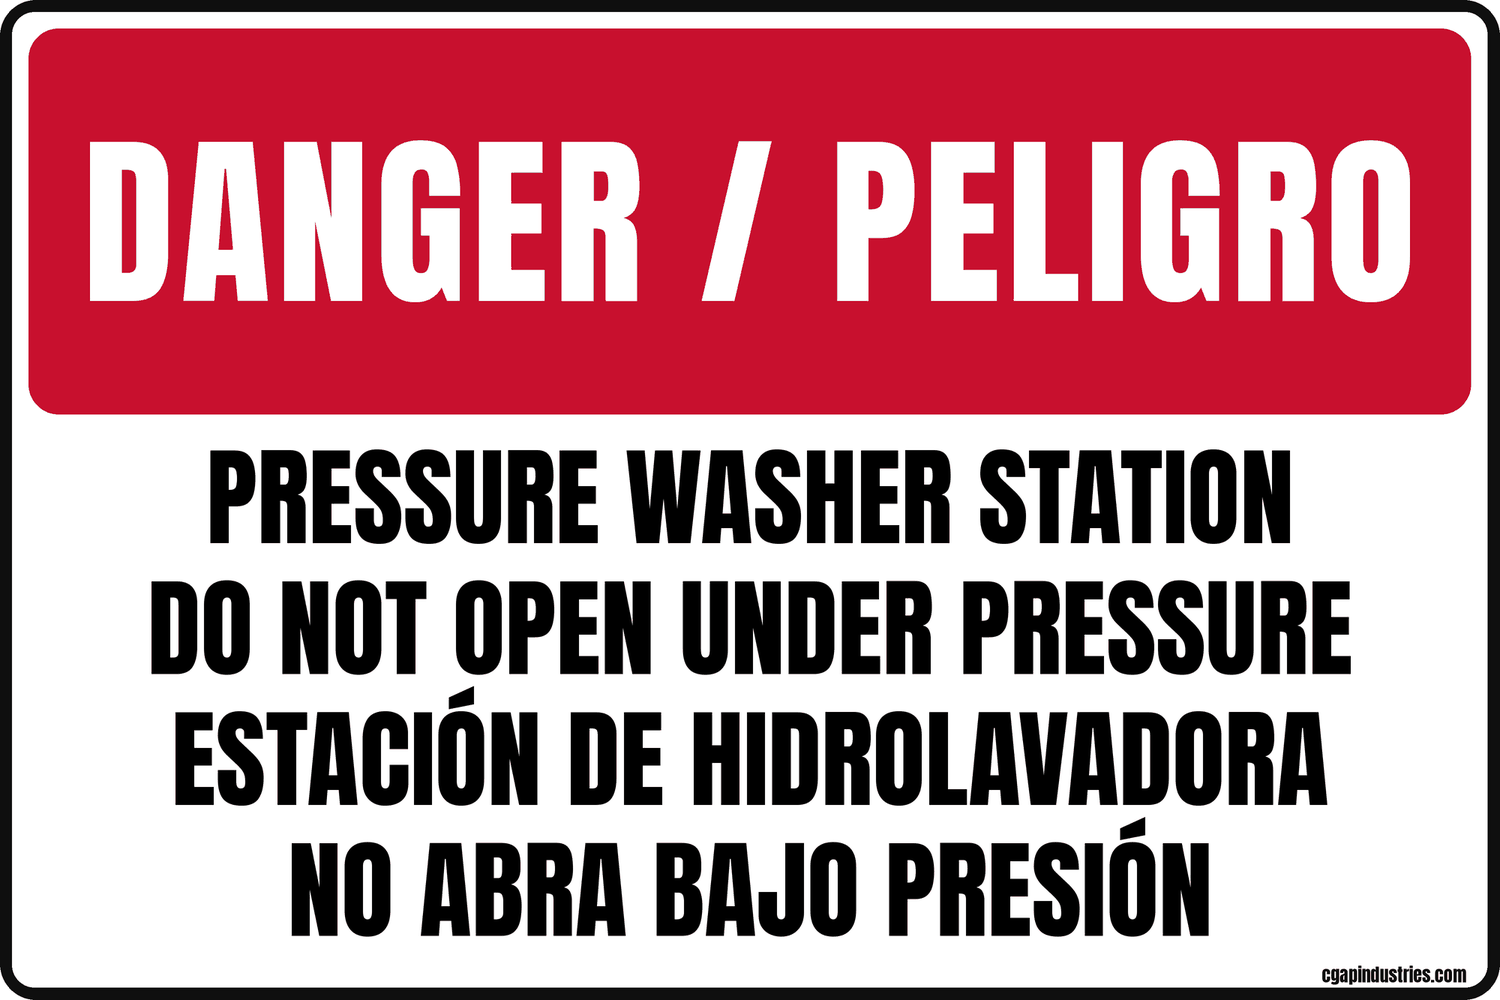 DANGER / PELIGRO
PRESSURE WASHER STATION
DO NOT OPEN UNDER PRESSURE
ESTACIÓN DE HIDROLAVADORA
NO ABRA BAJO PRESIÓN
cgapindustries.com